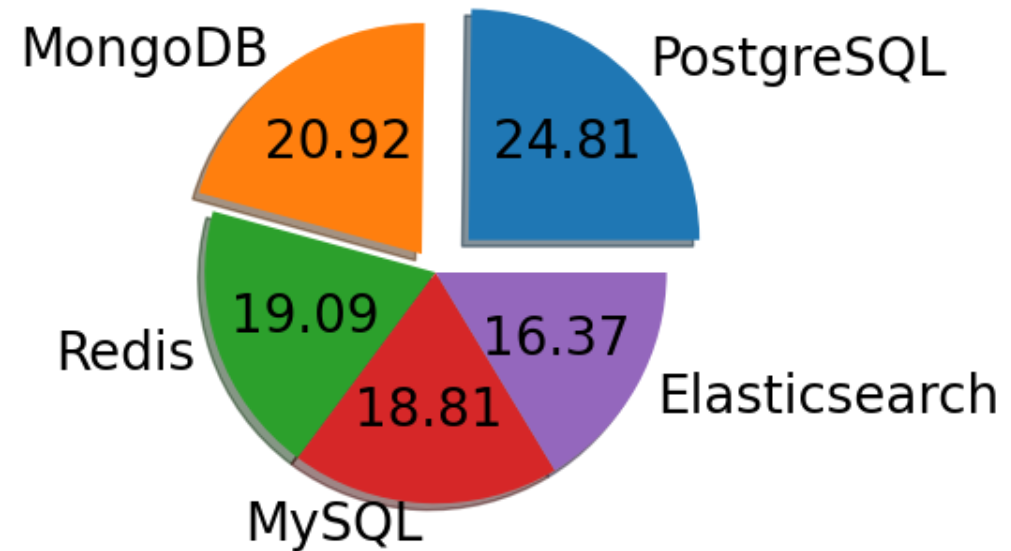 MongoDB
PostgreSQL
20.92
24.81
19.09
16.37
Redis
Elasticsearch
18.81
MySQL